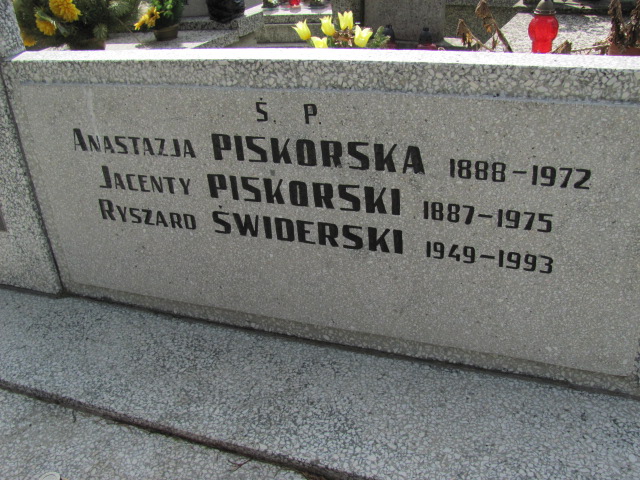 Ś. P.
ANASTAZJA PISKORSKA 1888-1972
JACENTY PISKORSKI 1887-1975
RYSZARD ŚWIDERSKI 1949-1993